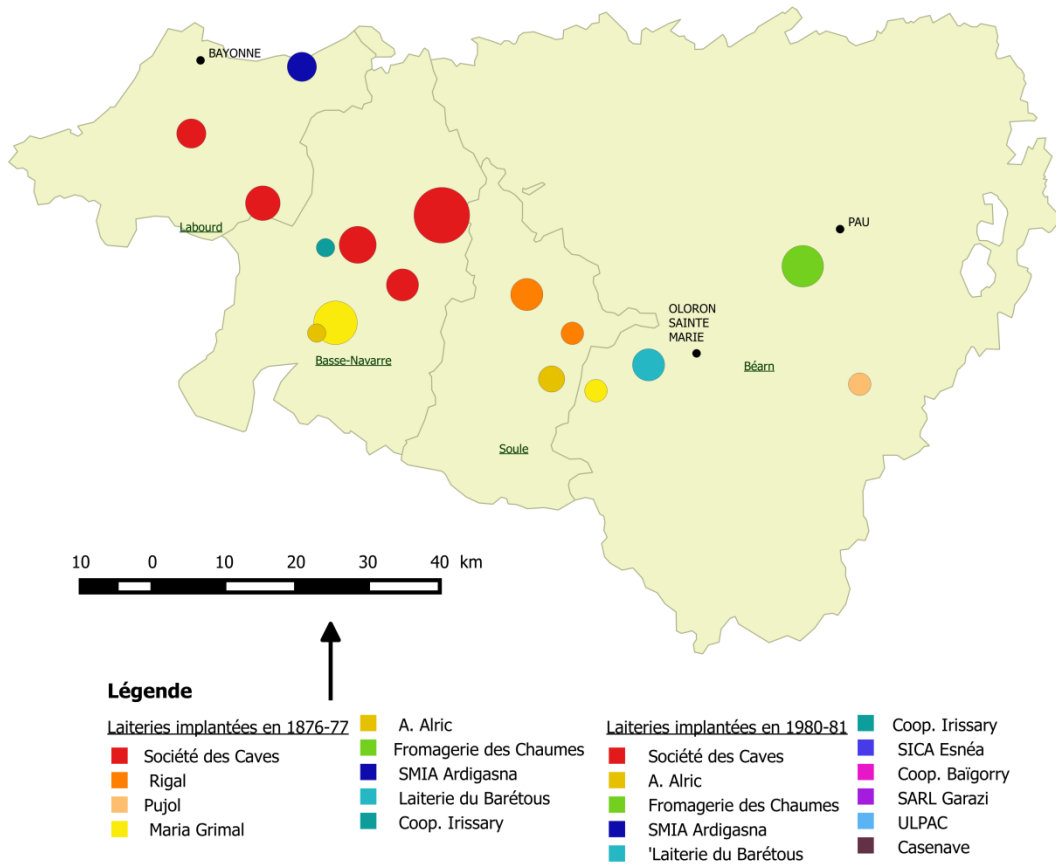 BAYONNE
Labourd
PAU
OLORON
SAINTE
MARIE
Basse-Navarre
Béarn
Soule
10 0 10 20 30 40 km
Légende
Laiteries implantées en 1876-77
Société des Caves
Rigal
Pujol
Maria Grimal
A. Alric
Fromagerie des Chaumes
SMIA Ardigasna
Laiterie du Barétous
Coop. Irissary
Laiteries implantées en 1980-81
Société des Caves
A. Alric
Fromagerie des Chaumes
SMIA Ardigasna
'Laiterie du Barétous
Coop. Irissary
SICA Esnéa
Coop. Baïgorry
SARL Garazi
ULPAC
Casenave